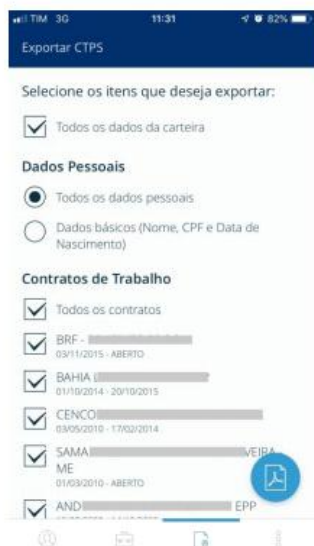 TIM 3G 11:31 82%
Exportar CTPS
Selecione os itens que deseja exportar:
Todos os dados da carteira
Dados Pessoais
Todos os dados pessoais
Dados básicos (Nome, CPF e Data de
Nascimento)
Contratos de Trabalho
Todos os contratos
BRF -
03/11/2015 - ABERTO
BAHIA
01/10/2014 - 20/10/2015
CENCO
03/05/2010 - 17/02/2014
SAMA VEIRA
ME
01/03/2010 - ABERTO
AND EPP